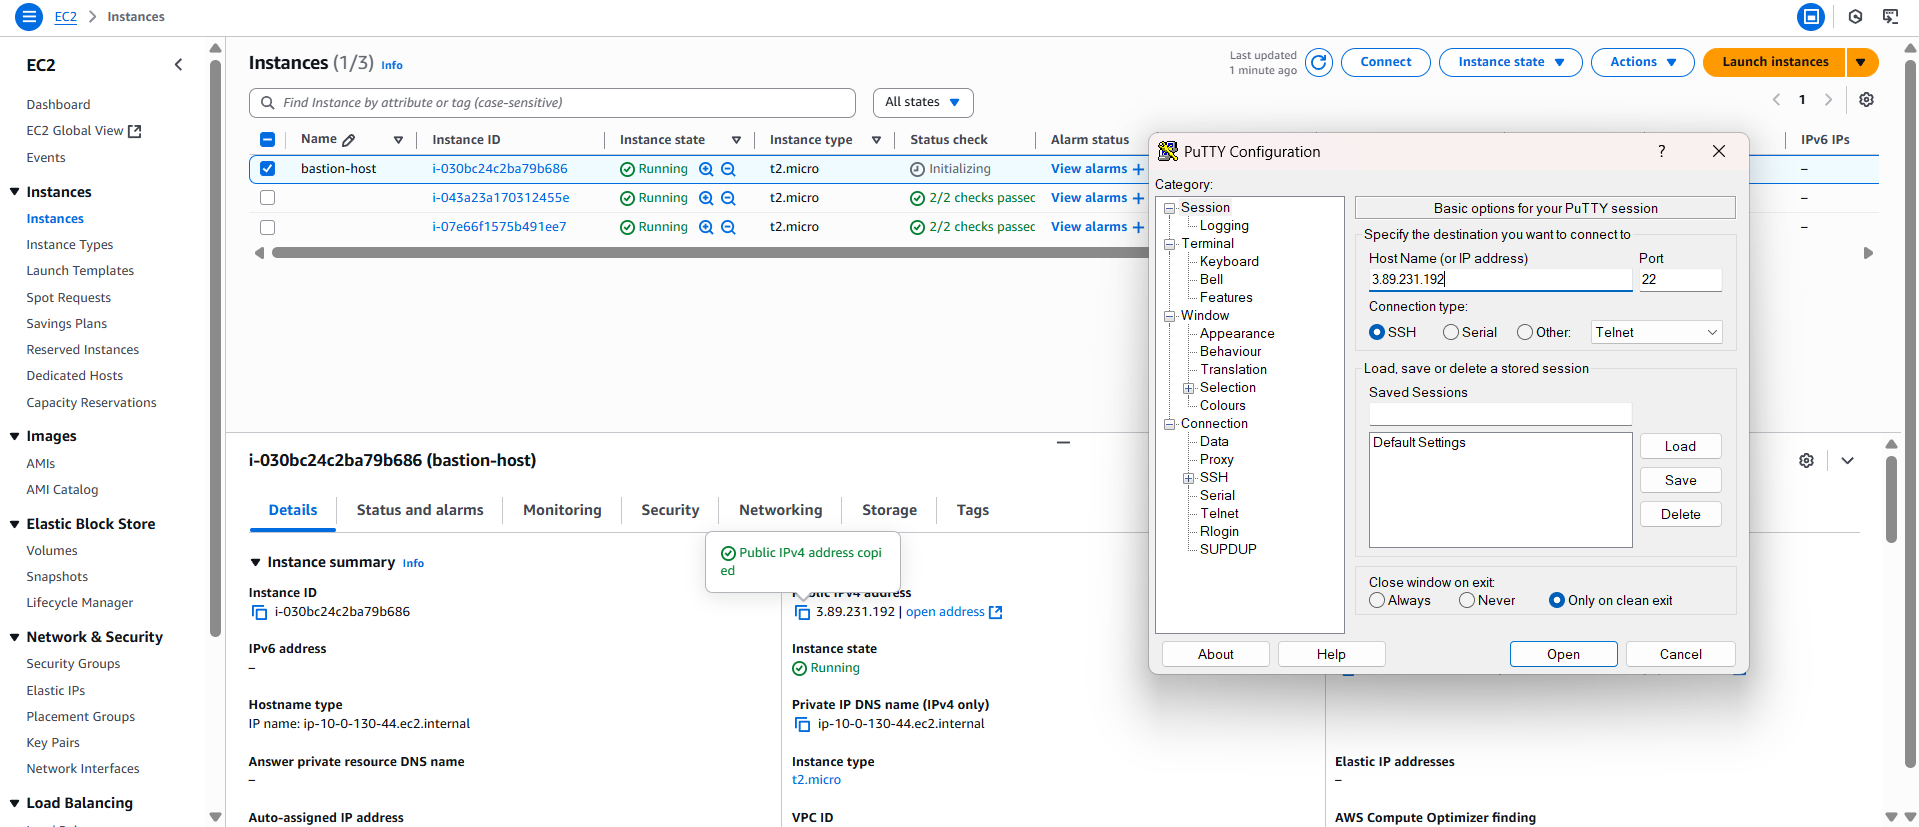 EC2 > Instances
EC2
Dashboard
EC2 Global View
Events
Instances
Instances
Instance Types
Launch Templates
Spot Requests
Savings Plans
Reserved Instances
Dedicated Hosts
Capacity Reservations
Images
AMIs
AMI Catalog
Elastic Block Store
Volumes
Snapshots
Lifecycle Manager
Network & Security
Security Groups
Elastic IPs
Placement Groups
Key Pairs
Network Interfaces
Load Balancing
Instances (1/3) Info
Last updated
1 minute ago
Connect
Instance state
Actions
Launch instances
Find Instance by attribute or tag (case-sensitive)
All states
1
Name Instance ID Instance state Instance type Status check Alarm status IPv6 IPs
bastion-host i-030bc24c2ba79b686 Running t2.micro Initializing View alarms + –
i-043a23a170312455e Running t2.micro 2/2 checks passec View alarms + –
i-07e66f1575b491ee7 Running t2.micro 2/2 checks passec View alarms + –
i-030bc24c2ba79b686 (bastion-host)
Details Status and alarms Monitoring Security Networking Storage Tags
Public IPv4 address copi
ed
Instance summary Info
Instance ID
i-030bc24c2ba79b686
IPv6 address
–
Hostname type
IP name: ip-10-0-130-44.ec2.internal
Answer private resource DNS name
–
Auto-assigned IP address
Public IPv4 address
3.89.231.192 | open address
Instance state
Running
Private IP DNS name (IPv4 only)
ip-10-0-130-44.ec2.internal
Instance type
t2.micro
VPC ID
Elastic IP addresses
–
AWS Compute Optimizer finding
PuTTY Configuration ?
Category:
Session
Logging
Terminal
Keyboard
Bell
Features
Window
Appearance
Behaviour
Translation
Selection
Colours
Connection
Data
Proxy
SSH
Serial
Telnet
Rlogin
SUPDUP
Basic options for your PuTTY session
Specify the destination you want to connect to
Host Name (or IP address) Port
3.89.231.192 22
Connection type:
SSH Serial Other: Telnet
Load, save or delete a stored session
Saved Sessions
Default Settings
Load
Save
Delete
Close window on exit:
Always Never Only on clean exit
About Help Open Cancel